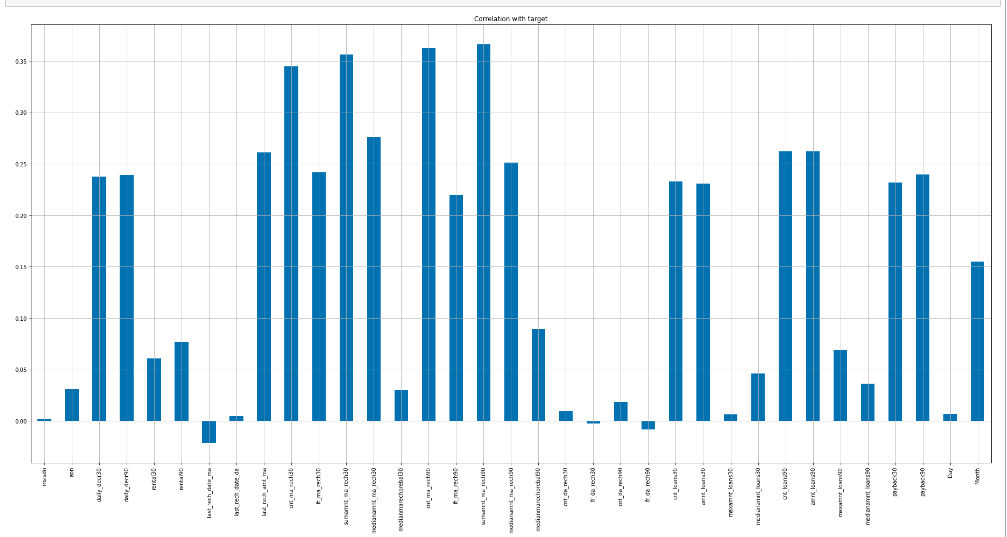 Correlation with target
0.35
0.30
0.25
0.20
0.15
0.10
0.05
0.00
msisdn
aon
daily_decr30
daily_decr90
rental30
rental90
last_rech_date_ma
last_rech_date_da
last_rech_amt_ma
cnt_ma_rech30
fr_ma_rech30
sumamnt_ma_rech30
medianamnt_ma_rech30
medianmarechprebal30
cnt_ma_rech90
fr_ma_rech90
sumamnt_ma_rech90
medianamnt_ma_rech90
medianmarechprebal90
cnt_da_rech30
fr_da_rech30
cnt_da_rech90
fr_da_rech90
cnt_loans30
amnt_loans30
maxamnt_loans30
medianamnt_loans30
cnt_loans90
amnt_loans90
maxamnt_loans90
medianamnt_loans90
payback30
payback90
Day
Month